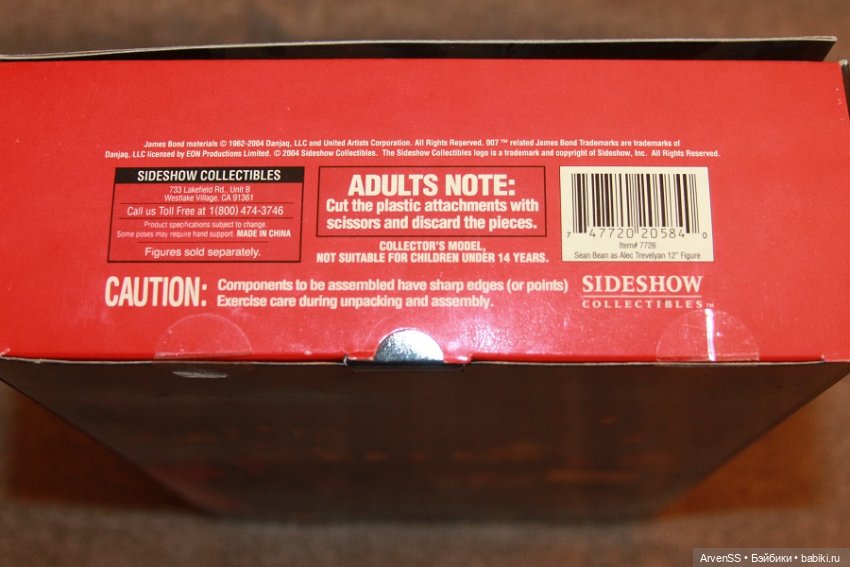 James Bond materials © 1962-2004 Danjaq, LLC and United Artists Corporation. All Rights Reserved. 007™ related James Bond Trademarks are trademarks of
Danjaq, LLC licensed by EON Productions Limited. © 2004 Sideshow Collectibles. The Sideshow Collectibles logo is a trademark and copyright of Sideshow, Inc. All Rights Reserved.
SIDESHOW COLLECTIBLES
733 Lakefield Rd., Unit B
Westlake Village, CA 91361
Call us Toll Free at 1(800) 474-3746
Product specifications subject to change.
Some poses may require hand support. MADE IN CHINA
Figures sold separately.
ADULTS NOTE:
Cut the plastic attachments with
scissors and discard the pieces.
COLLECTOR'S MODEL,
NOT SUITABLE FOR CHILDREN UNDER 14 YEARS.
7 47720 20584 0
Item# 7726
Sean Bean as Alec Trevelyan 12" Figure
CAUTION: Components to be assembled have sharp edges (or points)
Exercise care during unpacking and assembly.
SIDESHOW
COLLECTIBLES™
ArvenSS • Бэйбики • babiki.ru